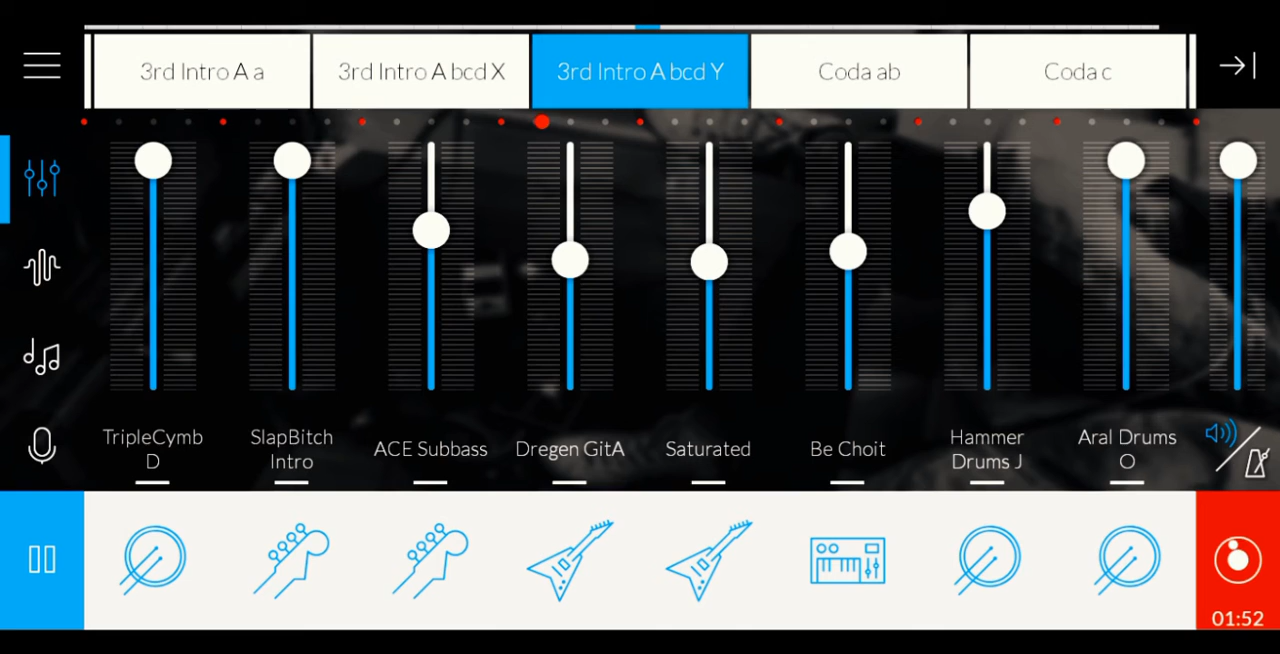 3rd Intro A a
3rd Intro A bcd X
3rd Intro A bcd Y
Coda ab
Coda c
TripleCymb
D
SlapBitch
Intro
ACE Subbass
Dregen GitA
Saturated
Be Choit
Hammer
Drums J
Aral Drums
O
01:52